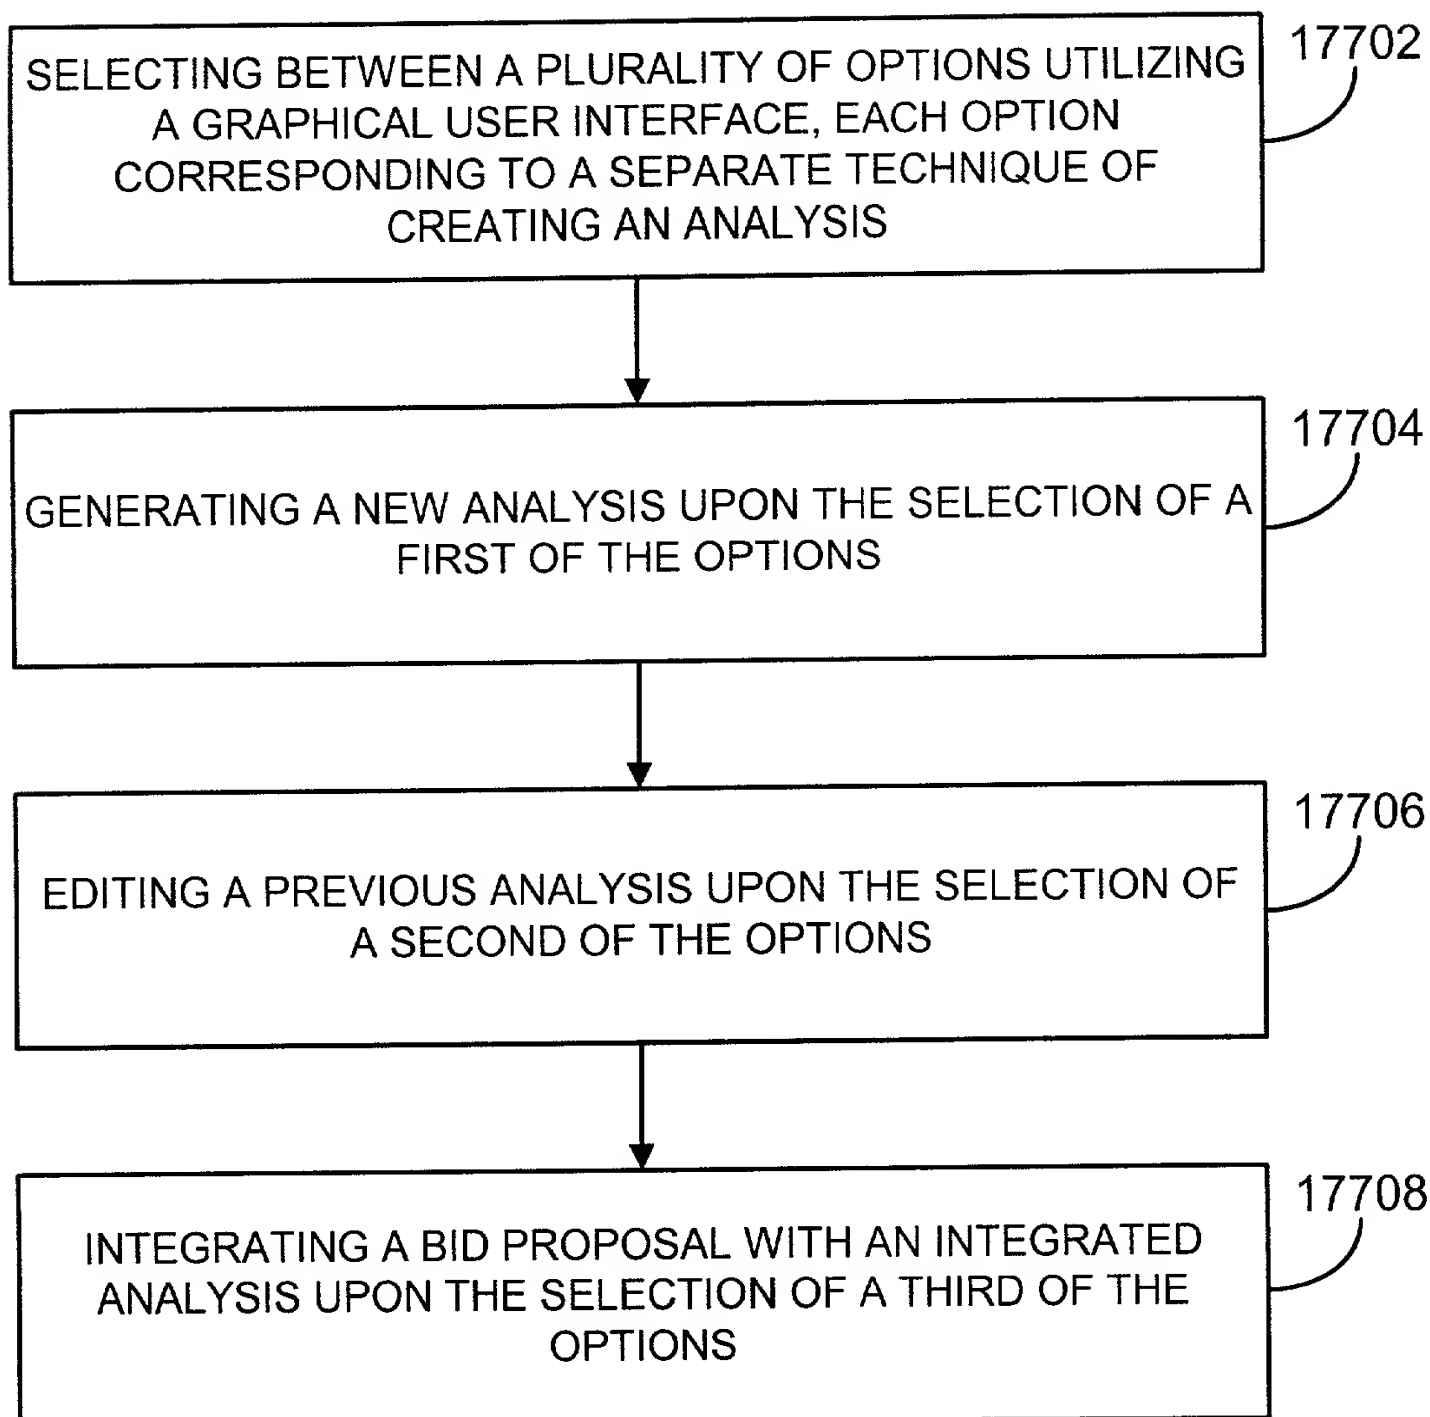 SELECTING BETWEEN A PLURALITY OF OPTIONS UTILIZING
A GRAPHICAL USER INTERFACE, EACH OPTION
CORRESPONDING TO A SEPARATE TECHNIQUE OF
CREATING AN ANALYSIS
17702
GENERATING A NEW ANALYSIS UPON THE SELECTION OF A
FIRST OF THE OPTIONS
17704
EDITING A PREVIOUS ANALYSIS UPON THE SELECTION OF
A SECOND OF THE OPTIONS
17706
INTEGRATING A BID PROPOSAL WITH AN INTEGRATED
ANALYSIS UPON THE SELECTION OF A THIRD OF THE
OPTIONS
17708